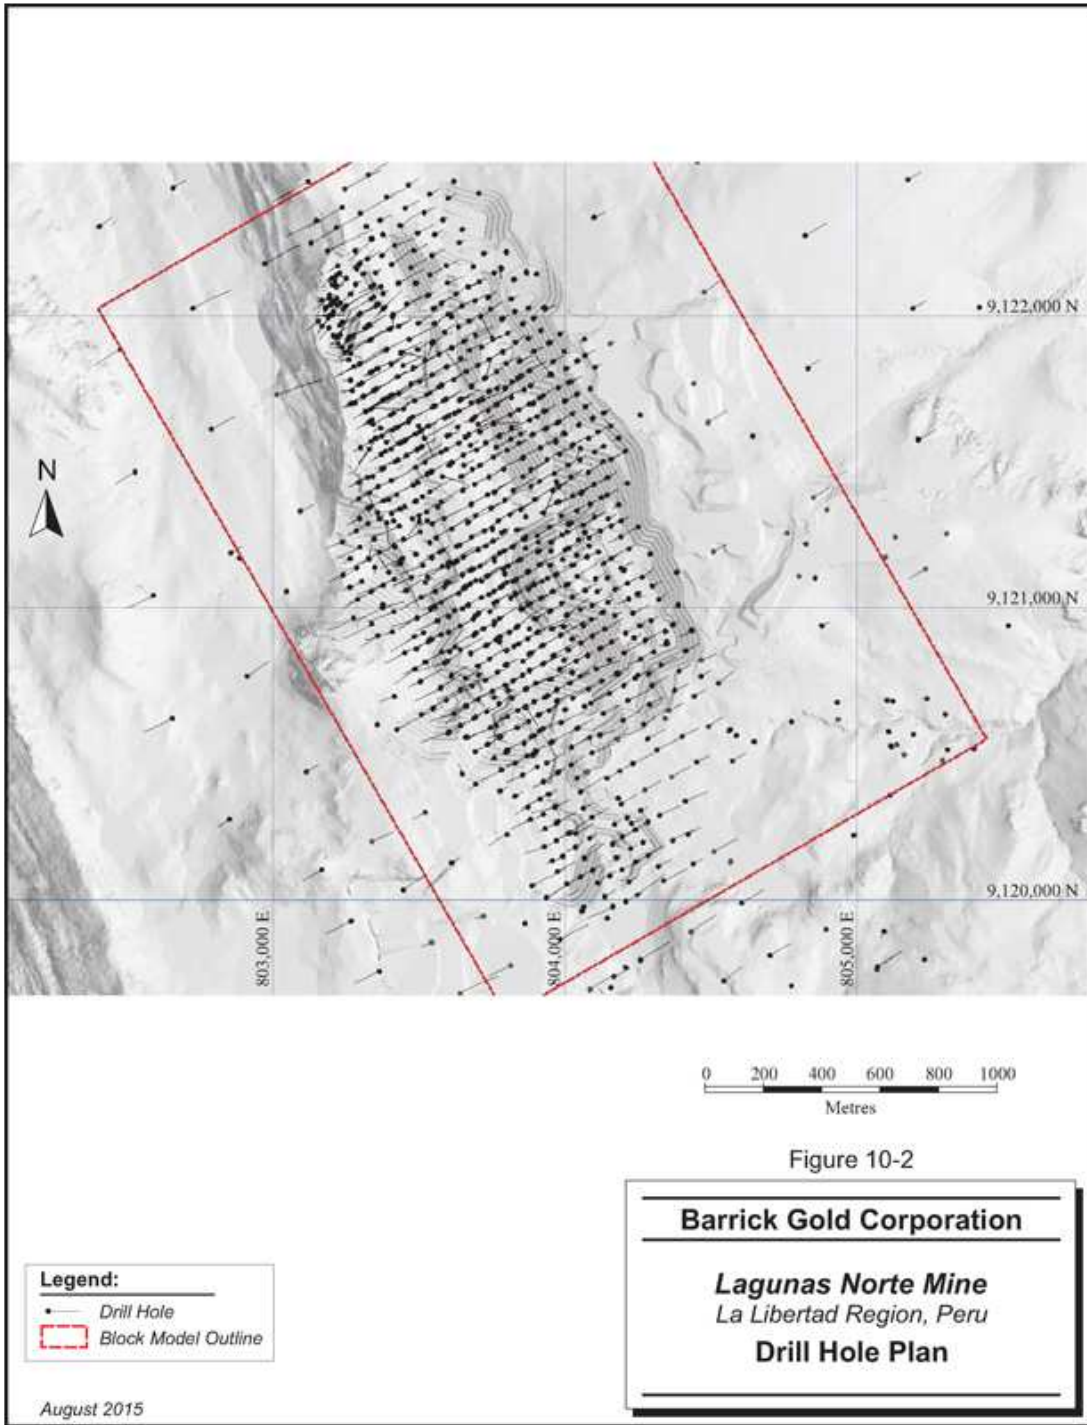 9,122,000 N
N
9,121,000 N
9,120,000 N
803,000 E
804,000 E
805,000 E
0 200 400 600 800 1000
Metres
Figure 10-2
Barrick Gold Corporation
Lagunas Norte Mine
La Libertad Region, Peru
Drill Hole Plan
Legend:
Drill Hole
Block Model Outline
August 2015